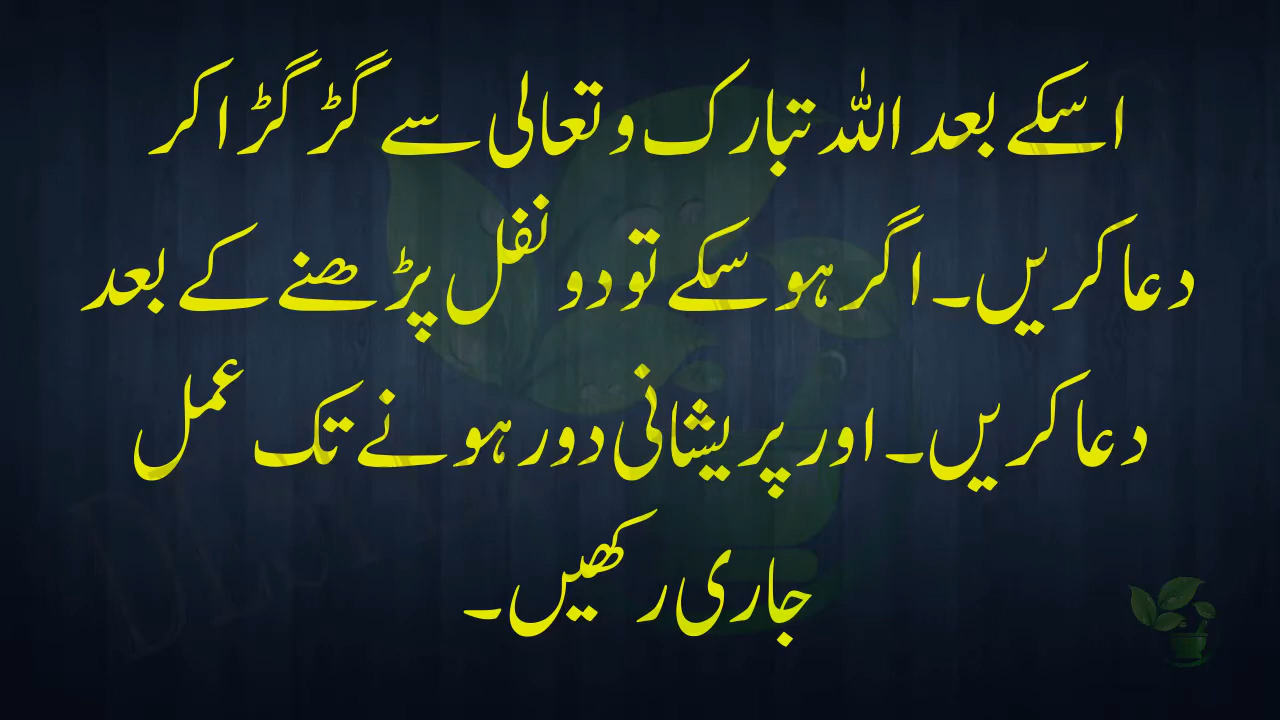 اسکے بعد اللہ تبارک و تعالی سے گڑ گڑا کر
دعا کریں۔ اگر ہو سکے تو دو نفل پڑھنے کے بعد
دعا کریں۔ اور پریشانی دور ہونے تک عمل
جاری رکھیں۔